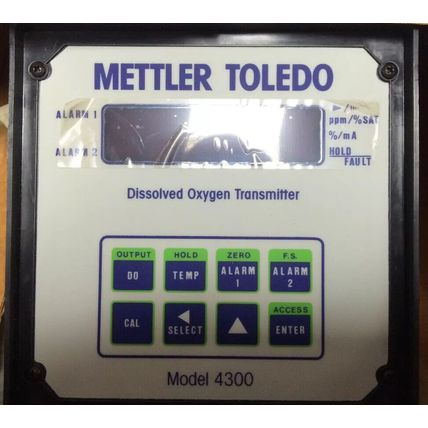 METTLER TOLEDO
ALARM 1
ALARM 2
ppm/%SAT
%/mA
HOLD
FAULT
Dissolved Oxygen Transmitter
OUTPUT HOLD ZERO F.S.
DO TEMP ALARM 1 ALARM 2
ACCESS
CAL SELECT ENTER
Model 4300